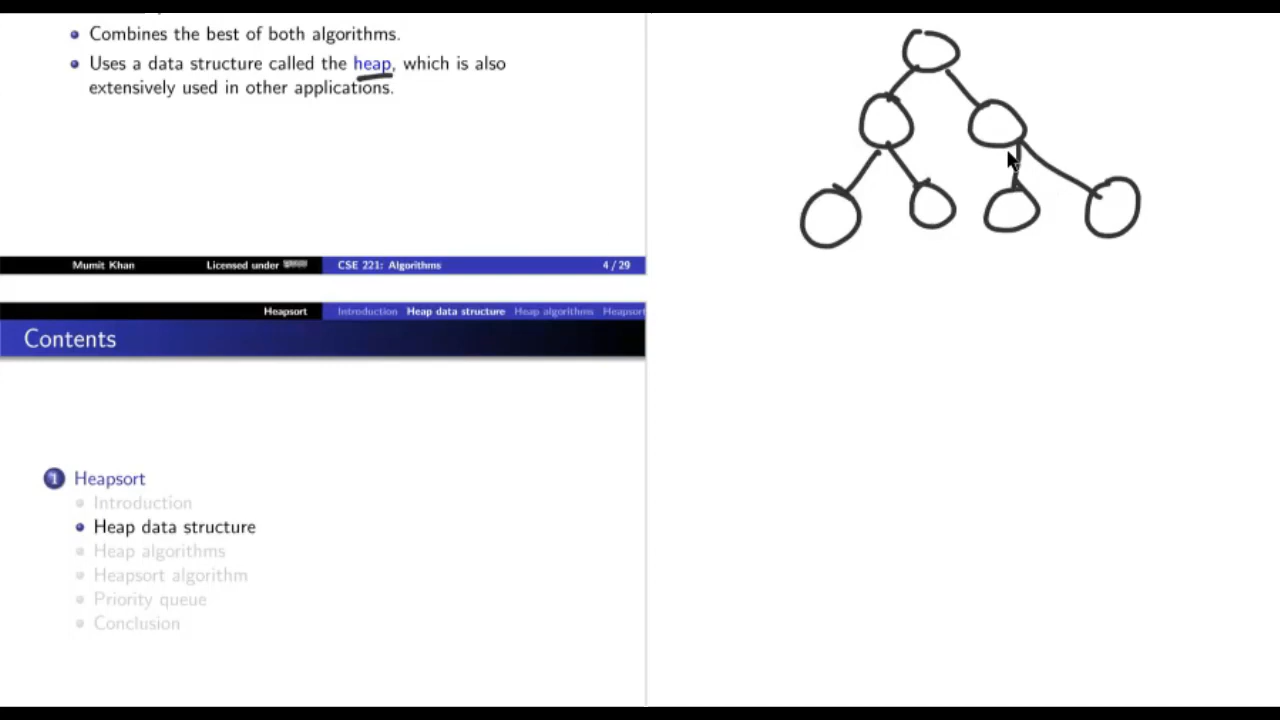 Combines the best of both algorithms.
Uses a data structure called the heap, which is also
extensively used in other applications.
Mumit Khan Licensed under CSE 221: Algorithms 4 / 29
Heapsort Introduction Heap data structure Heap algorithms Heapsort
Contents
1 Heapsort
Introduction
Heap data structure
Heap algorithms
Heapsort algorithm
Priority queue
Conclusion